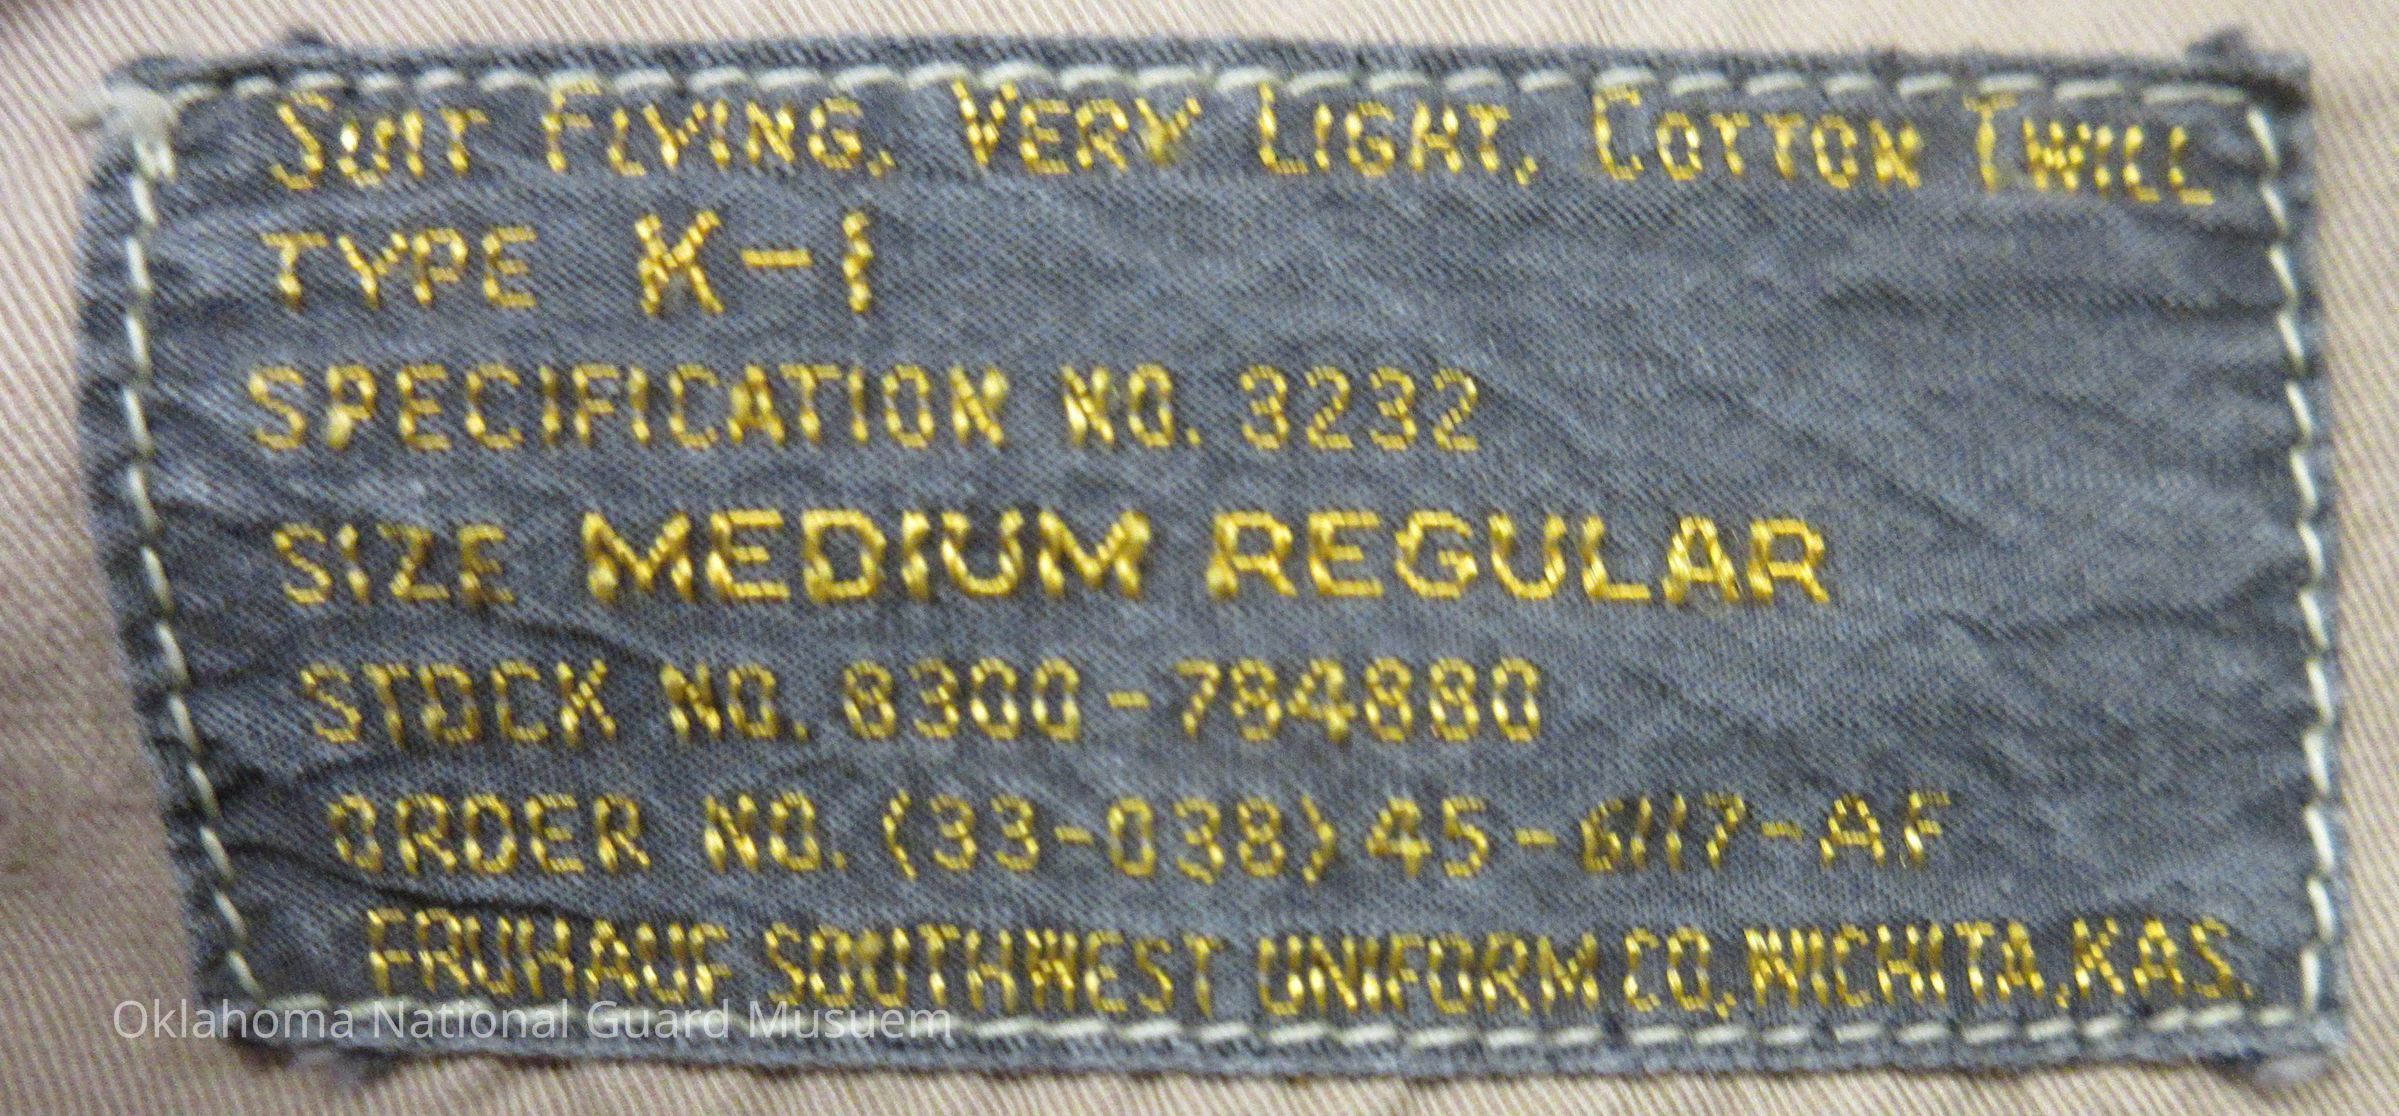 SUIT FLYING, VERY LIGHT, COTTON TWILL
TYPE K-1
SPECIFICATION NO. 3232
SIZE MEDIUM REGULAR
STOCK NO. 8300-784880
ORDER NO. (33-038) 45-6117-AF
FRUHAUF SOUTHWEST UNIFORM CO. WICHITA, KAS.
Oklahoma National Guard Musuem